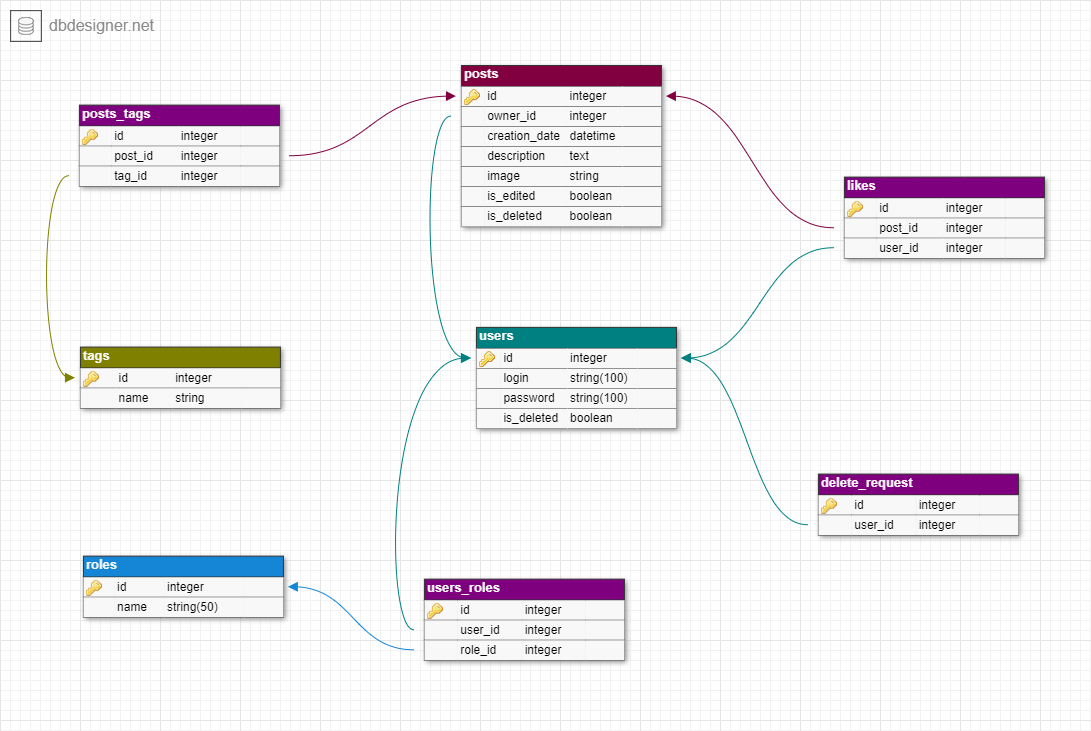 dbdesigner.net
posts
id integer
owner_id integer
creation_date datetime
description text
image string
is_edited boolean
is_deleted boolean
posts_tags
id integer
post_id integer
tag_id integer
likes
id integer
post_id integer
user_id integer
users
id integer
login string(100)
password string(100)
is_deleted boolean
tags
id integer
name string
delete_request
id integer
user_id integer
roles
id integer
name string(50)
users_roles
id integer
user_id integer
role_id integer